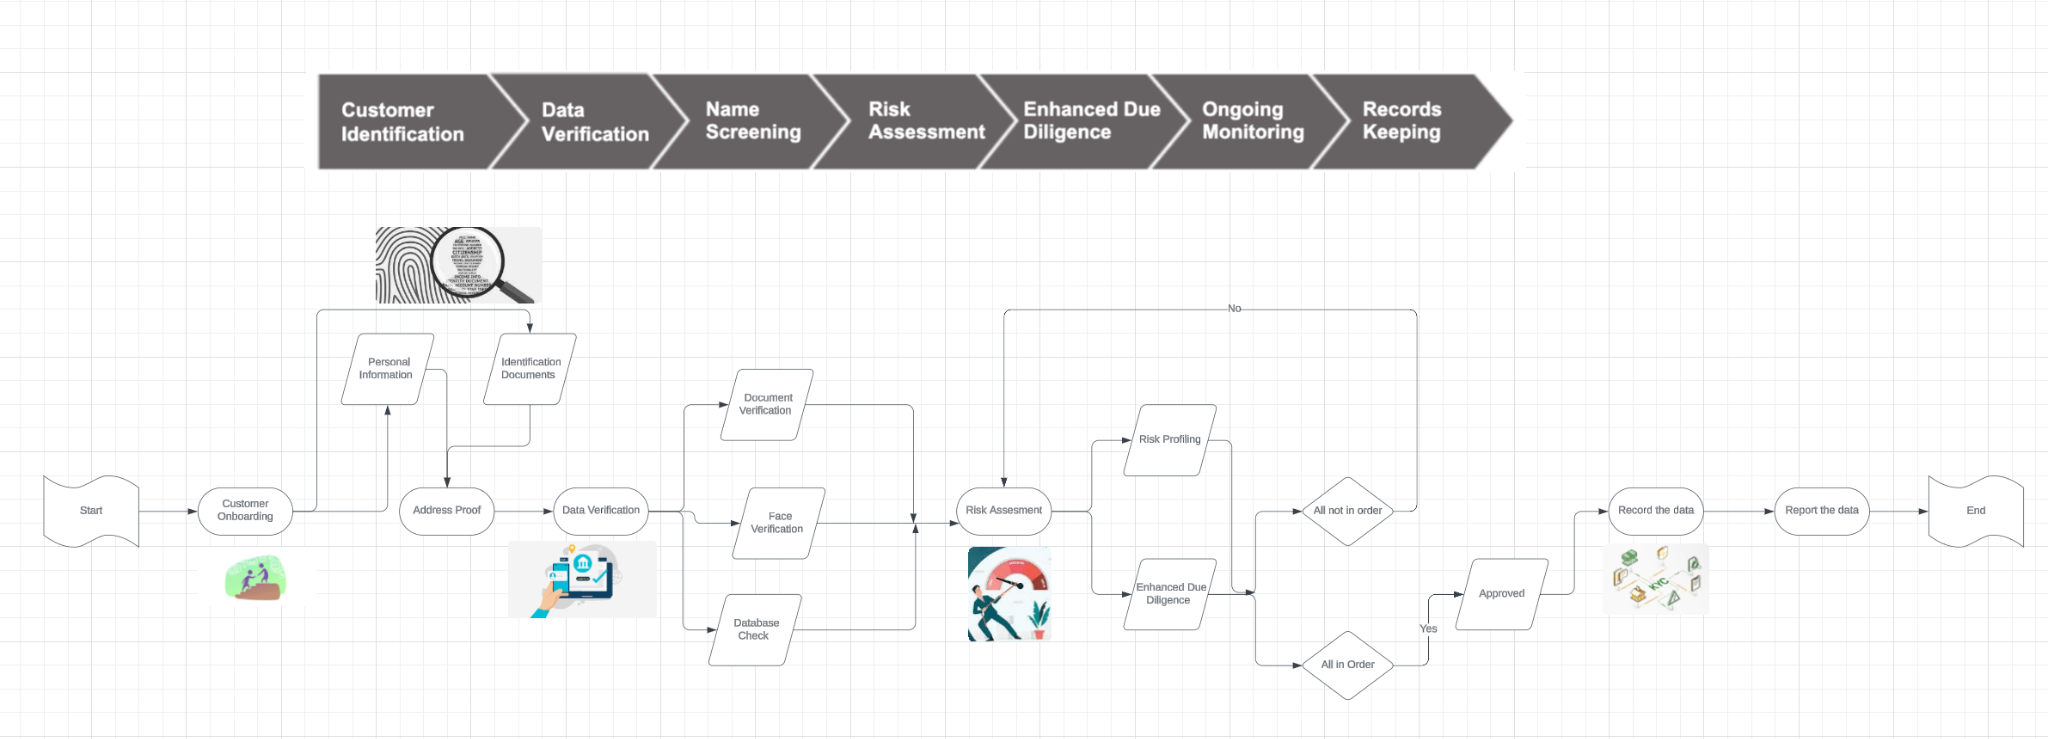 Customer
Identification
Data
Verification
Name
Screening
Risk
Assessment
Enhanced Due
Diligence
Ongoing
Monitoring
Records
Keeping
No
Personal
Information
Identification
Documents
Document
Verification
Risk Profiling
Start
Customer
Onboarding
Address Proof
Data Verification
Face
Verification
Risk Assesment
All not in order
Record the data
Report the data
End
Enhanced Due
Diligence
Approved
KYC
Database
Check
Yes
All in Order